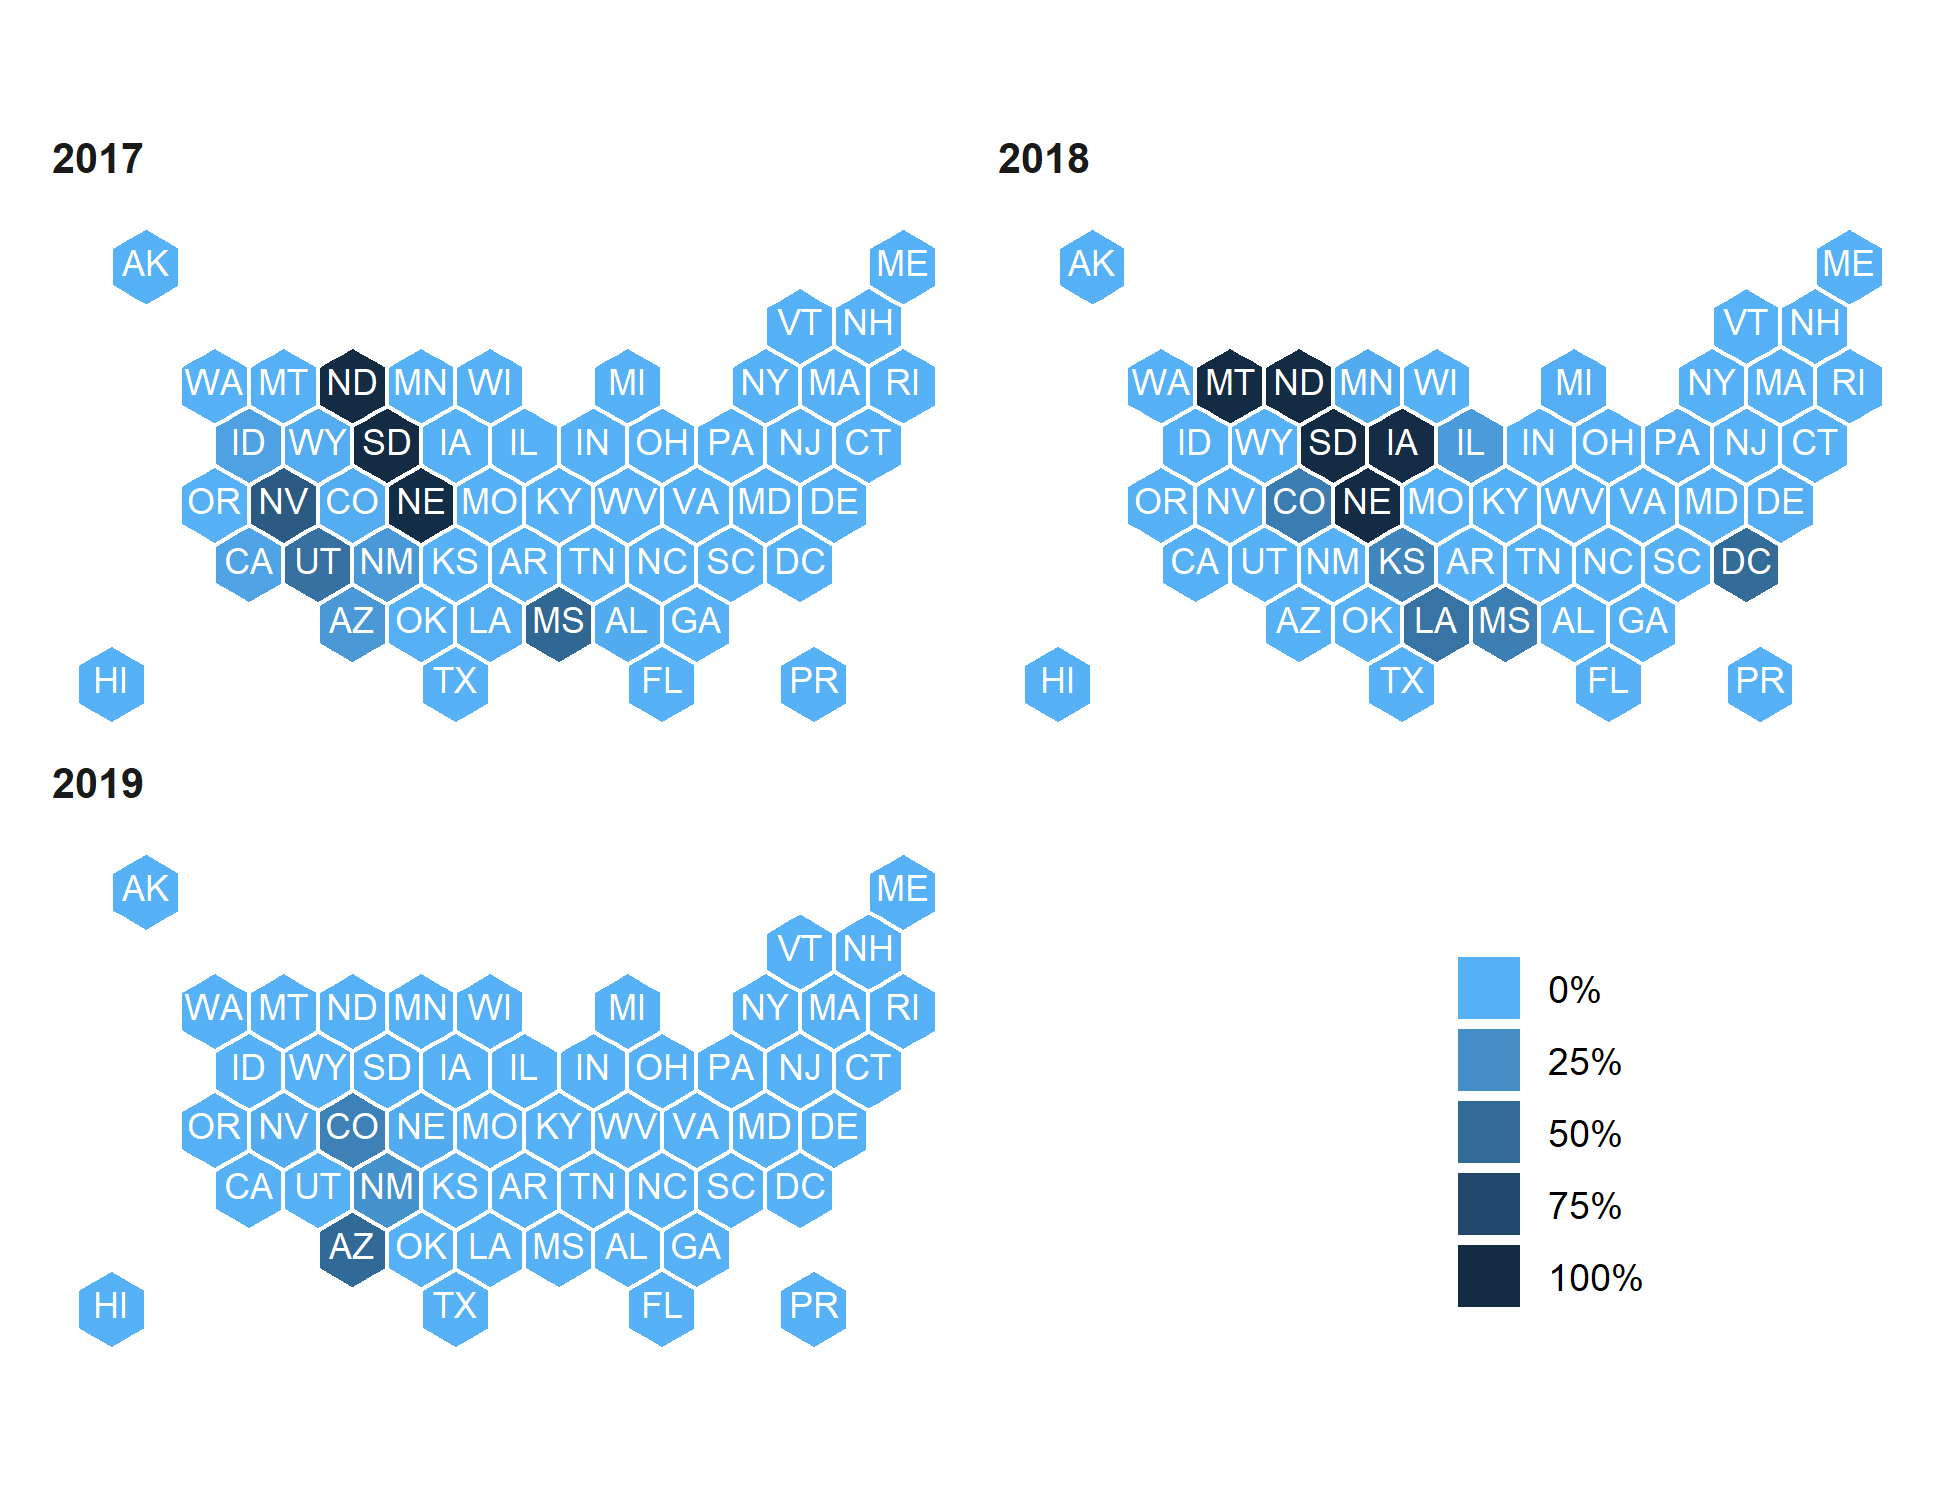 2017
AK ME
VT NH
WA MT ND MN WI MI NY MA RI
ID WY SD IA IL IN OH PA NJ CT
OR NV CO NE MO KY WV VA MD DE
CA UT NM KS AR TN NC SC DC
AZ OK LA MS AL GA
HI TX FL PR
2018
AK ME
VT NH
WA MT ND MN WI MI NY MA RI
ID WY SD IA IL IN OH PA NJ CT
OR NV CO NE MO KY WV VA MD DE
CA UT NM KS AR TN NC SC DC
AZ OK LA MS AL GA
HI TX FL PR
2019
AK ME
VT NH
WA MT ND MN WI MI NY MA RI
ID WY SD IA IL IN OH PA NJ CT
OR NV CO NE MO KY WV VA MD DE
CA UT NM KS AR TN NC SC DC
AZ OK LA MS AL GA
HI TX FL PR
0%
25%
50%
75%
100%